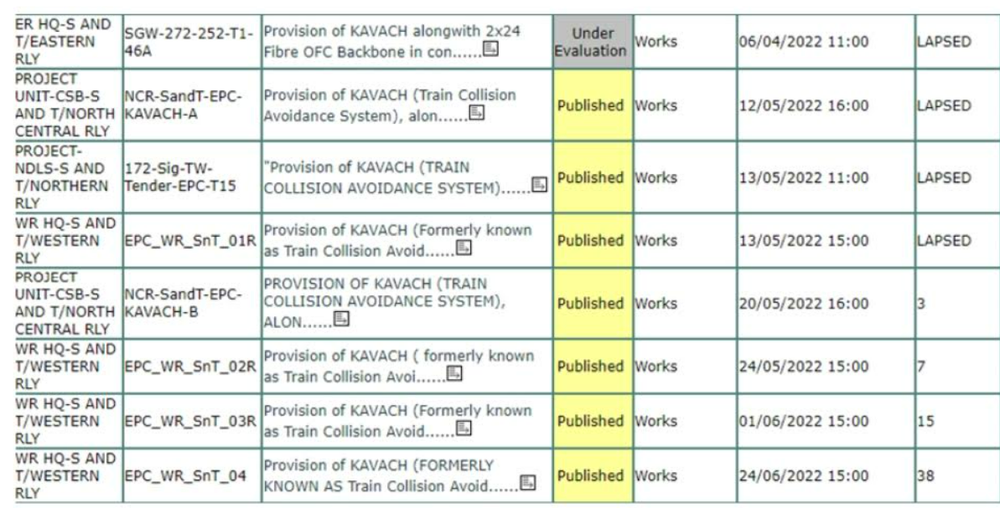 ER HQ-S AND
T/EASTERN
RLY
SGW-272-252-T1-
46A
Provision of KAVACH alongwith 2x24
Fibre OFC Backbone in con......
Under
Evaluation
Works
06/04/2022 11:00
LAPSED
PROJECT
UNIT-CSB-S
AND T/NORTH
CENTRAL RLY
NCR-SandT-EPC-
KAVACH-A
Provision of KAVACH (Train Collision
Avoidance System), alon......
Published
Works
12/05/2022 16:00
LAPSED
PROJECT-
NDLS-S AND
T/NORTHERN
RLY
172-Sig-TW-
Tender-EPC-T15
"Provision of KAVACH (TRAIN
COLLISION AVOIDANCE SYSTEM)......
Published
Works
13/05/2022 11:00
LAPSED
WR HQ-S AND
T/WESTERN
RLY
EPC_WR_SnT_01R
Provision of KAVACH (Formerly known
as Train Collision Avoid......
Published
Works
13/05/2022 15:00
LAPSED
PROJECT
UNIT-CSB-S
AND T/NORTH
CENTRAL RLY
NCR-SandT-EPC-
KAVACH-B
PROVISION OF KAVACH (TRAIN
COLLISION AVOIDANCE SYSTEM),
ALON......
Published
Works
20/05/2022 16:00
3
WR HQ-S AND
T/WESTERN
RLY
EPC_WR_SnT_02R
Provision of KAVACH ( formerly known
as Train Collision Avoi......
Published
Works
24/05/2022 15:00
7
WR HQ-S AND
T/WESTERN
RLY
EPC_WR_SnT_03R
Provision of KAVACH (Formerly known
as Train Collision Avoid......
Published
Works
01/06/2022 15:00
15
WR HQ-S AND
T/WESTERN
RLY
EPC_WR_SnT_04
Provision of KAVACH (FORMERLY
KNOWN AS Train Collision Avoid......
Published
Works
24/06/2022 15:00
38